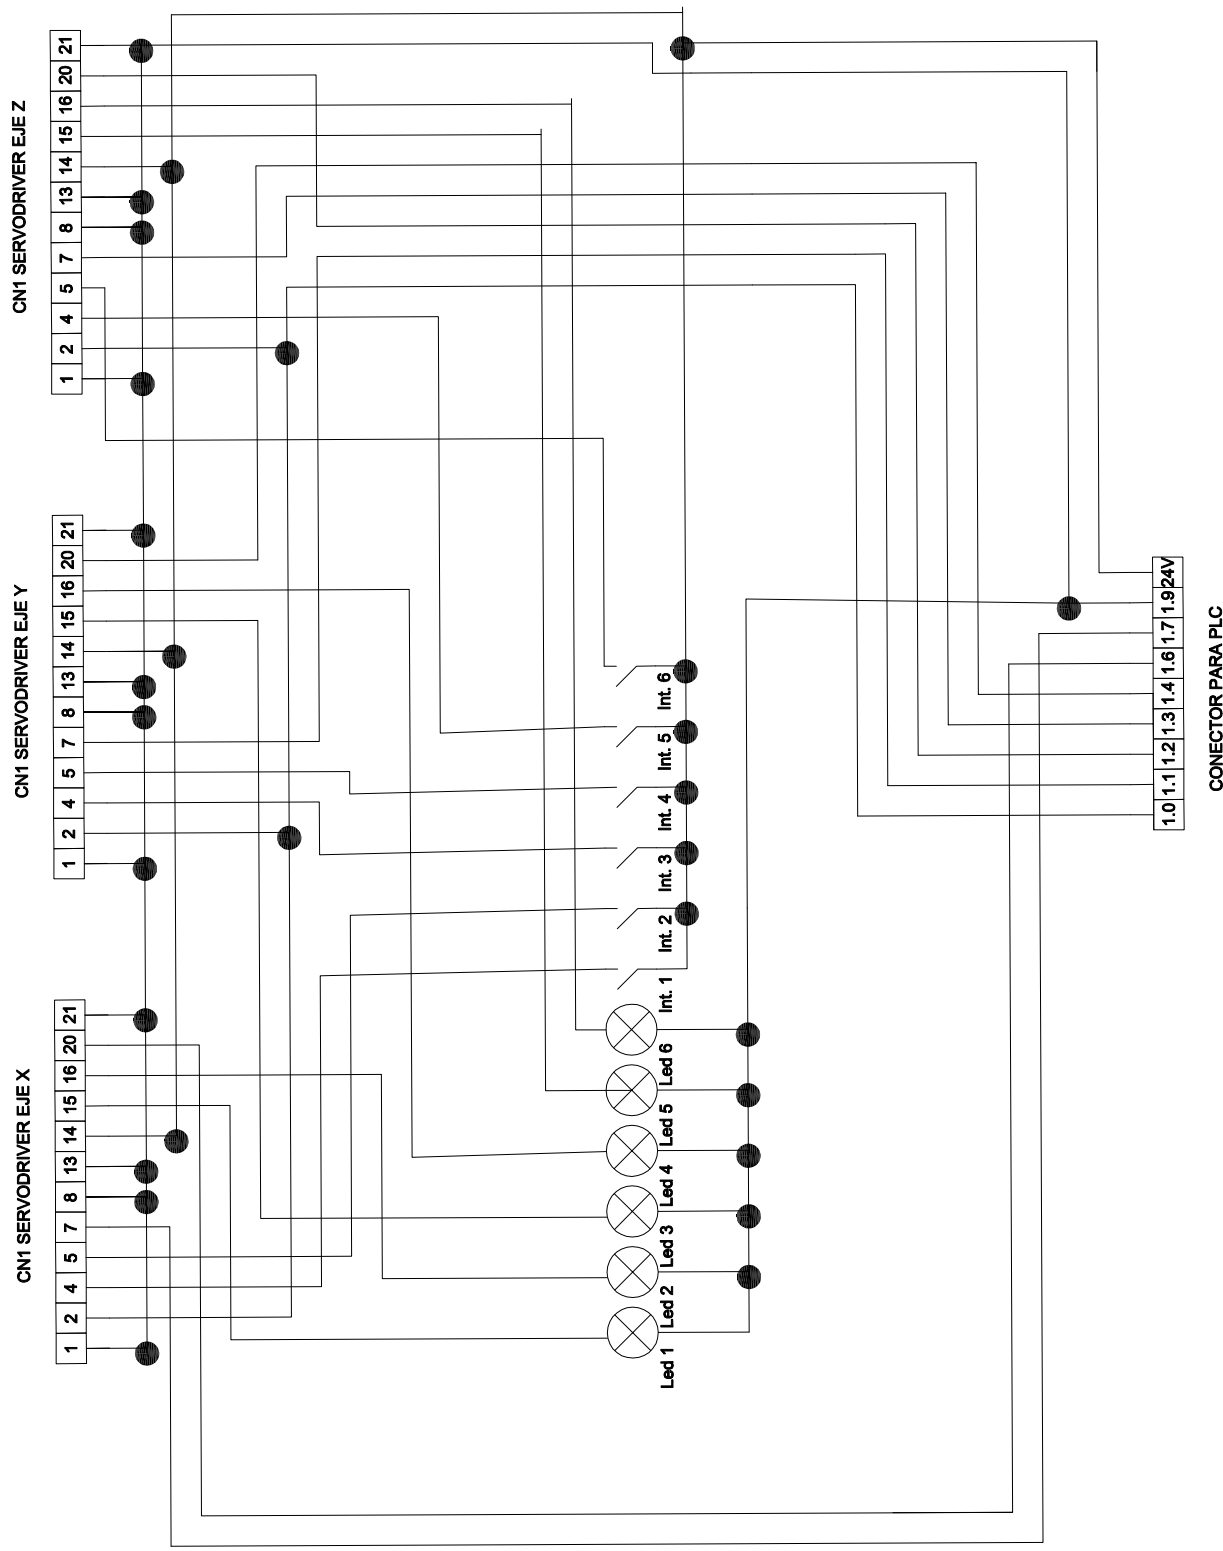 CN1 SERVODRIVER EJE X
1 2 4 5 7 8 13 14 15 16 20 21
CN1 SERVODRIVER EJE Y
1 2 4 5 7 8 13 14 15 16 20 21
CN1 SERVODRIVER EJE Z
1 2 4 5 7 8 13 14 15 16 20 21
Led 1
Led 2
Led 3
Led 4
Led 5
Led 6
Int. 1
Int. 2
Int. 3
Int. 4
Int. 5
Int. 6
1.0 1.1 1.2 1.3 1.4 1.6 1.7 1.9 24V
CONECTOR PARA PLC